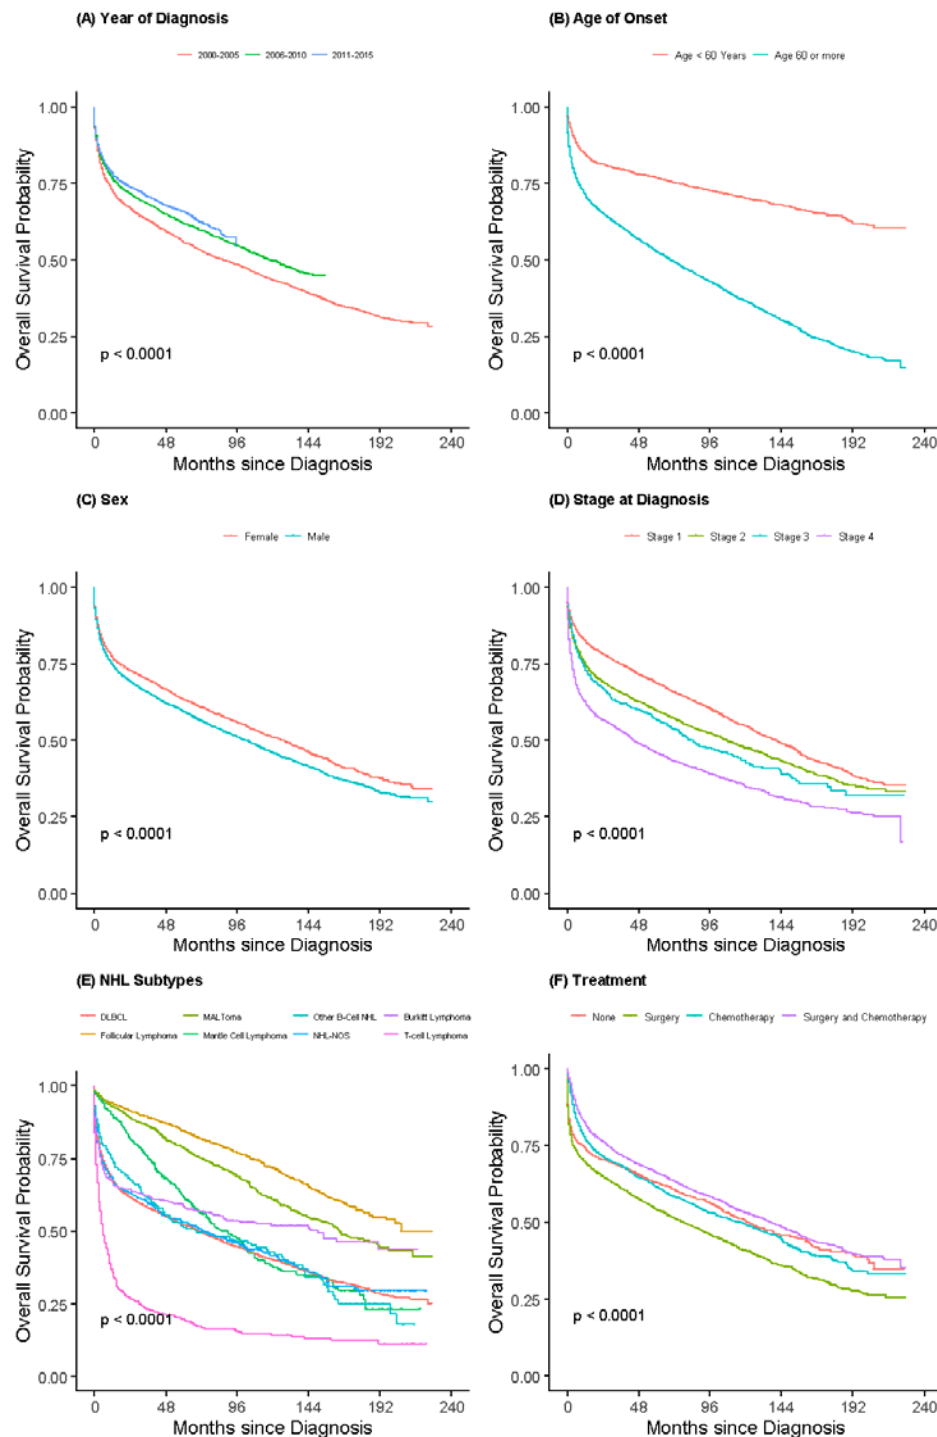 (A) Year of Diagnosis
2000-2005 2006-2010 2011-2015
Overall Survival Probability
1.00
0.75
0.50
0.25
0.00
p < 0.0001
0 48 96 144 192 240
Months since Diagnosis
(B) Age of Onset
Age < 60 Years Age 60 or more
Overall Survival Probability
1.00
0.75
0.50
0.25
0.00
p < 0.0001
0 48 96 144 192 240
Months since Diagnosis
(C) Sex
Female Male
Overall Survival Probability
1.00
0.75
0.50
0.25
0.00
p < 0.0001
0 48 96 144 192 240
Months since Diagnosis
(D) Stage at Diagnosis
Stage 1 Stage 2 Stage 3 Stage 4
Overall Survival Probability
1.00
0.75
0.50
0.25
0.00
p < 0.0001
0 48 96 144 192 240
Months since Diagnosis
(E) NHL Subtypes
DLBCL MALToma Other B-Cell NHL Burkitt Lymphoma
Follicular Lymphoma Mantle Cell Lymphoma NHL-NOS T-cell Lymphoma
Overall Survival Probability
1.00
0.75
0.50
0.25
0.00
p < 0.0001
0 48 96 144 192 240
Months since Diagnosis
(F) Treatment
None Surgery Chemotherapy Surgery and Chemotherapy
Overall Survival Probability
1.00
0.75
0.50
0.25
0.00
p < 0.0001
0 48 96 144 192 240
Months since Diagnosis